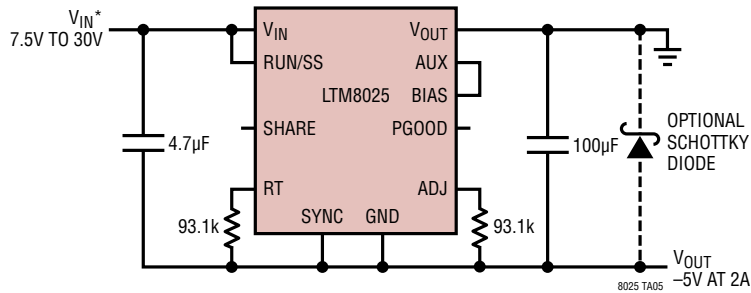 VIN*
7.5V TO 30V
VIN
RUN/SS
SHARE
RT
SYNC
GND
LTM8025
VOUT
AUX
BIAS
PGOOD
ADJ
4.7µF
93.1k
93.1k
100µF
OPTIONAL
SCHOTTKY
DIODE
VOUT
–5V AT 2A
8025 TA05